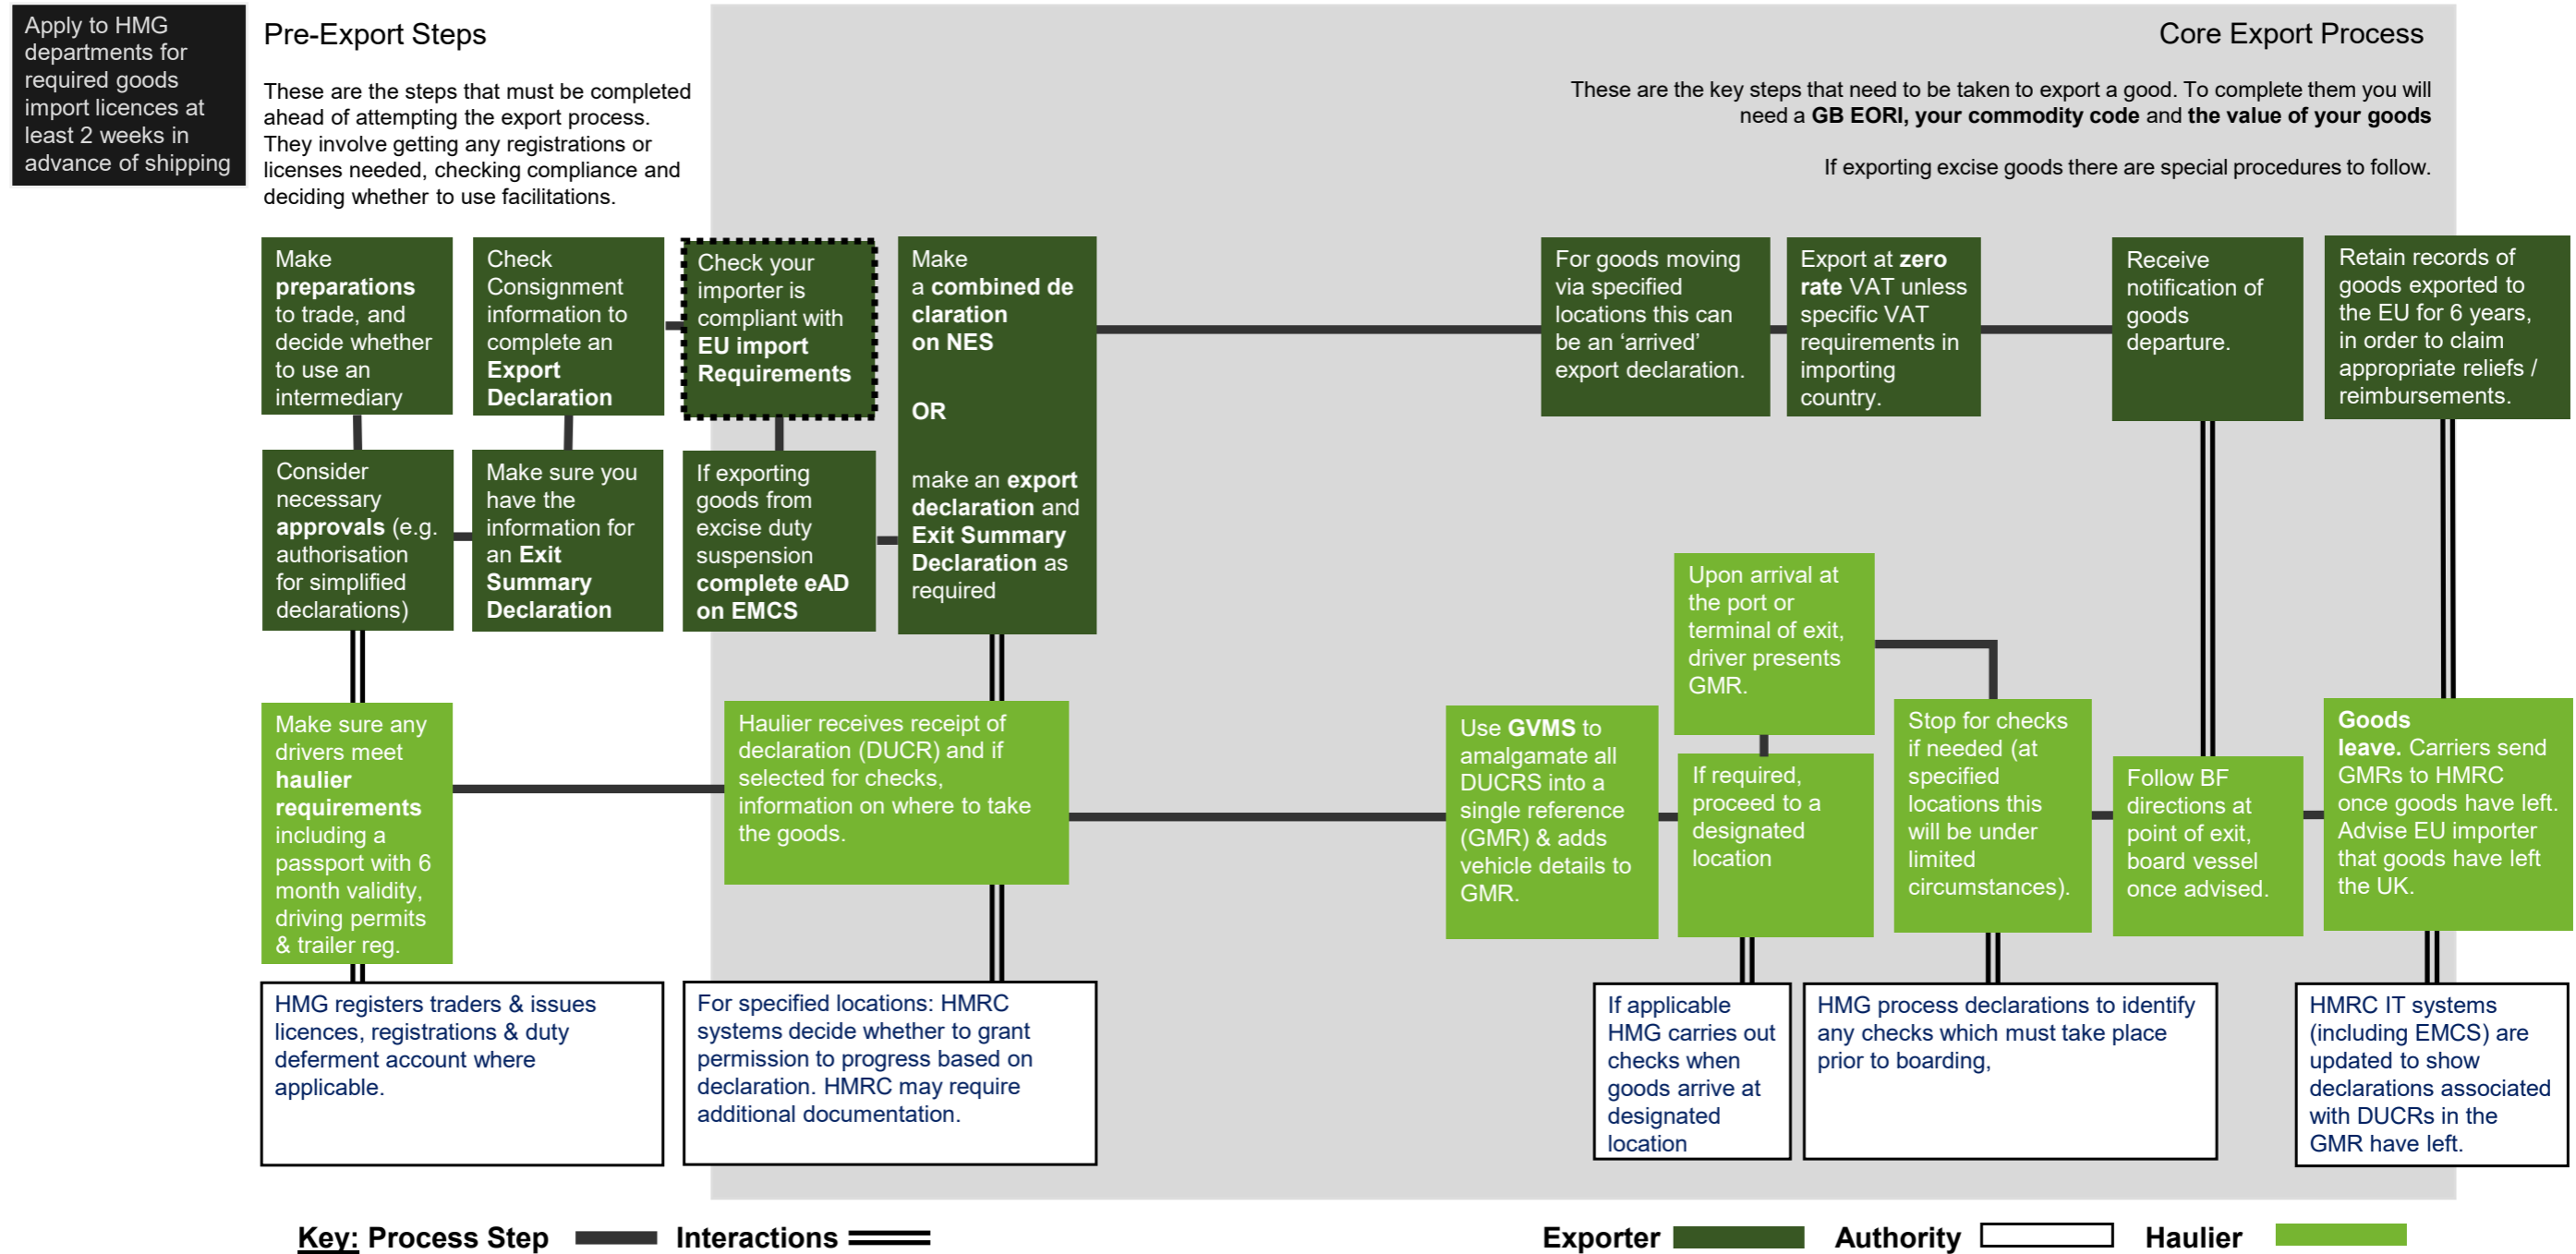 Apply to HMG
departments for
required goods
import licences at
least 2 weeks in
advance of shipping
Pre-Export Steps
These are the steps that must be completed
ahead of attempting the export process.
They involve getting any registrations or
licenses needed, checking compliance and
deciding whether to use facilitations.
Core Export Process
These are the key steps that need to be taken to export a good. To complete them you will
need a GB EORI, your commodity code and the value of your goods
If exporting excise goods there are special procedures to follow.
Make
preparations
to trade, and
decide whether
to use an
intermediary
Check
Consignment
information to
complete an
Export
Declaration
Check your
importer is
compliant with
EU import
Requirements
Make
a combined de
claration
on NES
OR
make an export
declaration and
Exit Summary
Declaration as
required
For goods moving
via specified
locations this can
be an ‘arrived’
export declaration.
Export at zero
rate VAT unless
specific VAT
requirements in
importing
country.
Receive
notification of
goods
departure.
Retain records of
goods exported to
the EU for 6 years,
in order to claim
appropriate reliefs /
reimbursements.
Consider
necessary
approvals (e.g.
authorisation
for simplified
declarations)
Make sure you
have the
information for
an Exit
Summary
Declaration
If exporting
goods from
excise duty
suspension
complete eAD
on EMCS
Make sure any
drivers meet
haulier
requirements
including a
passport with 6
month validity,
driving permits
& trailer reg.
Haulier receives receipt of
declaration (DUCR) and if
selected for checks,
information on where to take
the goods.
Use GVMS to
amalgamate all
DUCRS into a
single reference
(GMR) & adds
vehicle details to
GMR.
Upon arrival at
the port or
terminal of exit,
driver presents
GMR.
If required,
proceed to a
designated
location
Stop for checks
if needed (at
specified
locations this
will be under
limited
circumstances).
Follow BF
directions at
point of exit,
board vessel
once advised.
Goods
leave. Carriers send
GMRs to HMRC
once goods have left.
Advise EU importer
that goods have left
the UK.
HMG registers traders & issues
licences, registrations & duty
deferment account where
applicable.
For specified locations: HMRC
systems decide whether to grant
permission to progress based on
declaration. HMRC may require
additional documentation.
If applicable
HMG carries out
checks when
goods arrive at
designated
location
HMG process declarations to identify
any checks which must take place
prior to boarding,
HMRC IT systems
(including EMCS) are
updated to show
declarations associated
with DUCRs in the
GMR have left.
Key: Process Step
Interactions
Exporter
Authority
Haulier